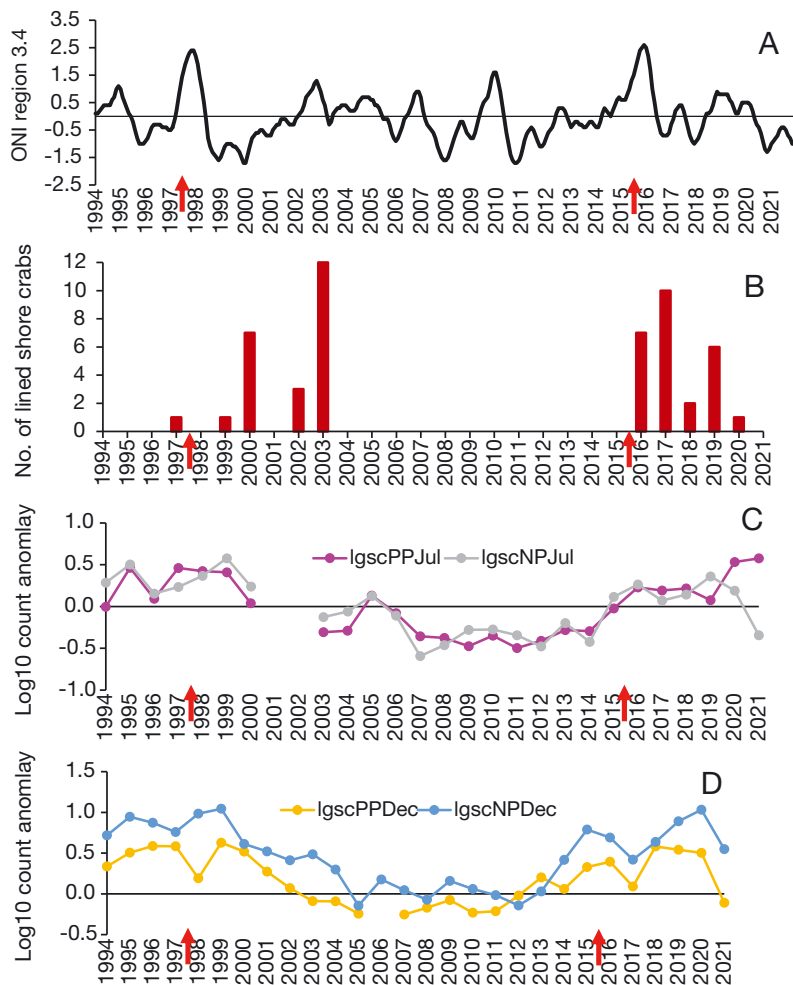 A
ONI region 3.4
3.5
2.5
1.5
0.5
-0.5
-1.5
-2.5
1994 1995 1996 1997 1998 1999 2000 2001 2002 2003 2004 2005 2006 2007 2008 2009 2010 2011 2012 2013 2014 2015 2016 2017 2018 2019 2020 2021
B
No. of lined shore crabs
12
10
8
6
4
2
0
1994 1995 1996 1997 1998 1999 2000 2002 2003 2004 2005 2006 2007 2008 2009 2010 2011 2012 2013 2014 2015 2016 2017 2018 2019 2020 2021
C
Log10 count anomlay
lgscPPJul lgscNPJul
1.0
0.5
0.0
-0.5
-1.0
1994 1995 1996 1997 1998 1999 2000 2003 2004 2005 2006 2007 2008 2009 2010 2011 2012 2013 2014 2015 2016 2017 2018 2019 2020 2021
D
Log10 count anomlay
lgscPPDec lgscNPDec
1.5
1.0
0.5
0.0
-0.5
1994 1995 1996 1997 1998 1999 2000 2001 2002 2003 2004 2005 2006 2007 2008 2009 2010 2011 2012 2013 2014 2015 2016 2017 2018 2019 2020 2021